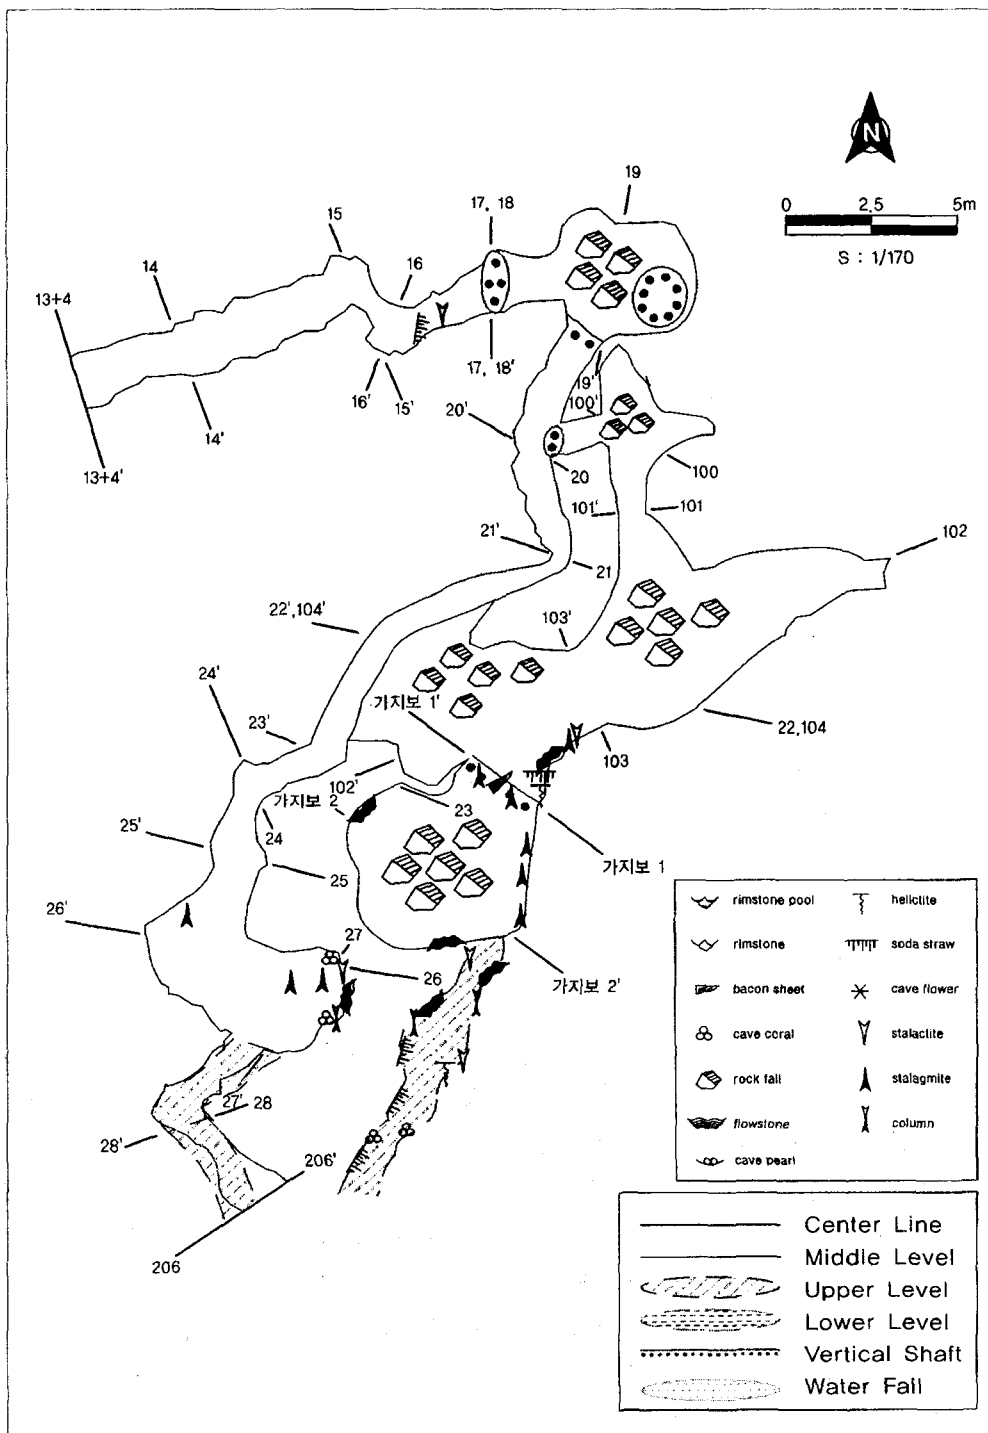 N
0 2.5 5m
S : 1/170
19
17, 18
15
16
14
13+4
17, 18'
19'
100'
16'
15'
20'
14'
13+4'
20
100
101'
101
21'
102
21
22',104'
103'
24'
가지보 1'
23'
22,104
103
102'
가지보 2
23
25'
24
가지보 1
25
26'
27
26
가지보 2'
27'
28
28'
206'
206
rimstone pool
helictite
rimstone
soda straw
bacon sheet
cave flower
cave coral
stalactite
rock fall
stalagmite
flowstone
column
cave pearl
Center Line
Middle Level
Upper Level
Lower Level
Vertical Shaft
Water Fall